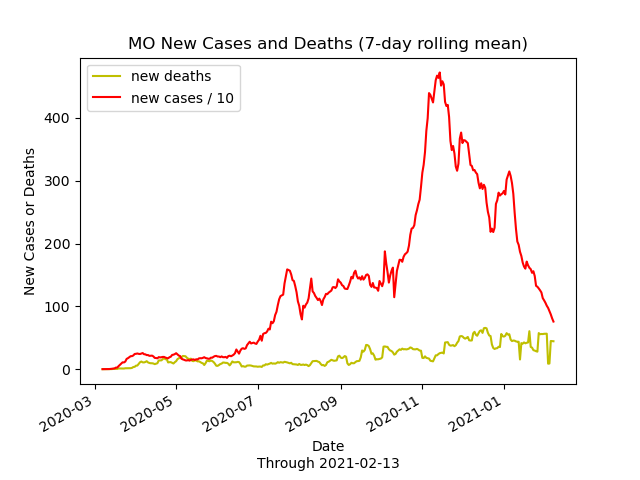 MO New Cases and Deaths (7-day rolling mean)
new deaths
new cases / 10
New Cases or Deaths
400
300
200
100
0
2020-03
2020-05
2020-07
2020-09
2020-11
2021-01
Date
Through 2021-02-13